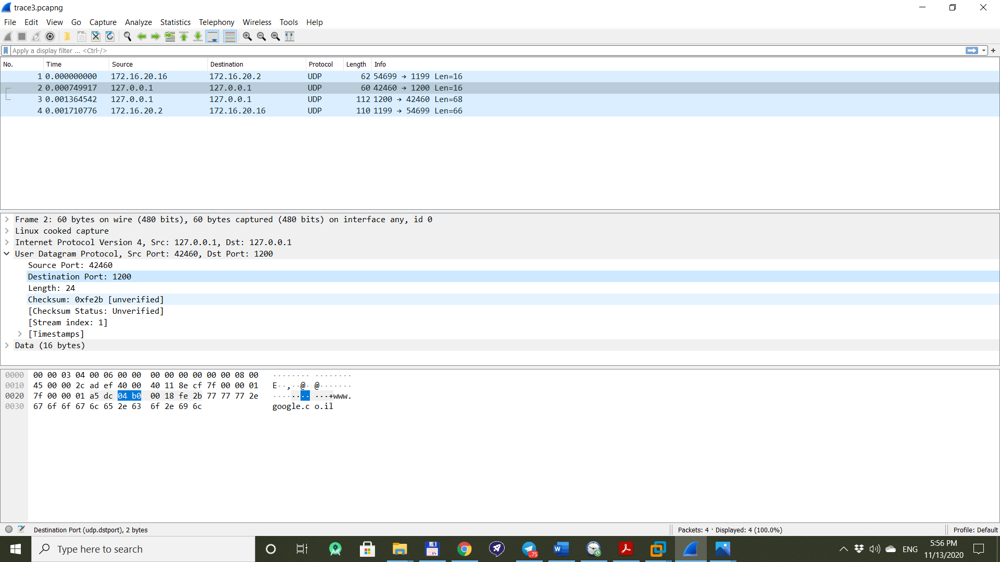 trace3.pcapng
File Edit View Go Capture Analyze Statistics Telephony Wireless Tools Help
Apply a display filter ... <Ctrl-/>
+
No. Time Source Destination Protocol Length Info
1 0.000000000 172.16.20.16 172.16.20.2 UDP 62 54699 → 1199 Len=16
2 0.000749917 127.0.0.1 127.0.0.1 UDP 60 42460 → 1200 Len=16
3 0.001364542 127.0.0.1 127.0.0.1 UDP 112 1200 → 42460 Len=68
4 0.001710776 172.16.20.2 172.16.20.16 UDP 110 1199 → 54699 Len=66
Frame 2: 60 bytes on wire (480 bits), 60 bytes captured (480 bits) on interface any, id 0
Linux cooked capture
Internet Protocol Version 4, Src: 127.0.0.1, Dst: 127.0.0.1
User Datagram Protocol, Src Port: 42460, Dst Port: 1200
Source Port: 42460
Destination Port: 1200
Length: 24
Checksum: 0xfe2b [unverified]
[Checksum Status: Unverified]
[Stream index: 1]
[Timestamps]
Data (16 bytes)
0000 00 00 03 04 00 06 00 00 00 00 00 00 00 00 08 00 ········ ········
0010 45 00 00 2c ad ef 40 00 40 11 8e cf 7f 00 00 01 E··,··@· @·······
0020 7f 00 00 01 a5 dc 04 b0 00 18 fe 2b 77 77 77 2e ········ ···+www.
0030 67 6f 6f 67 6c 65 2e 63 6f 2e 69 6c google.c o.il
Destination Port (udp.dstport), 2 bytes
Packets: 4 · Displayed: 4 (100.0%)
Profile: Default
Type here to search
64
..75
ENG
5:56 PM
11/13/2020